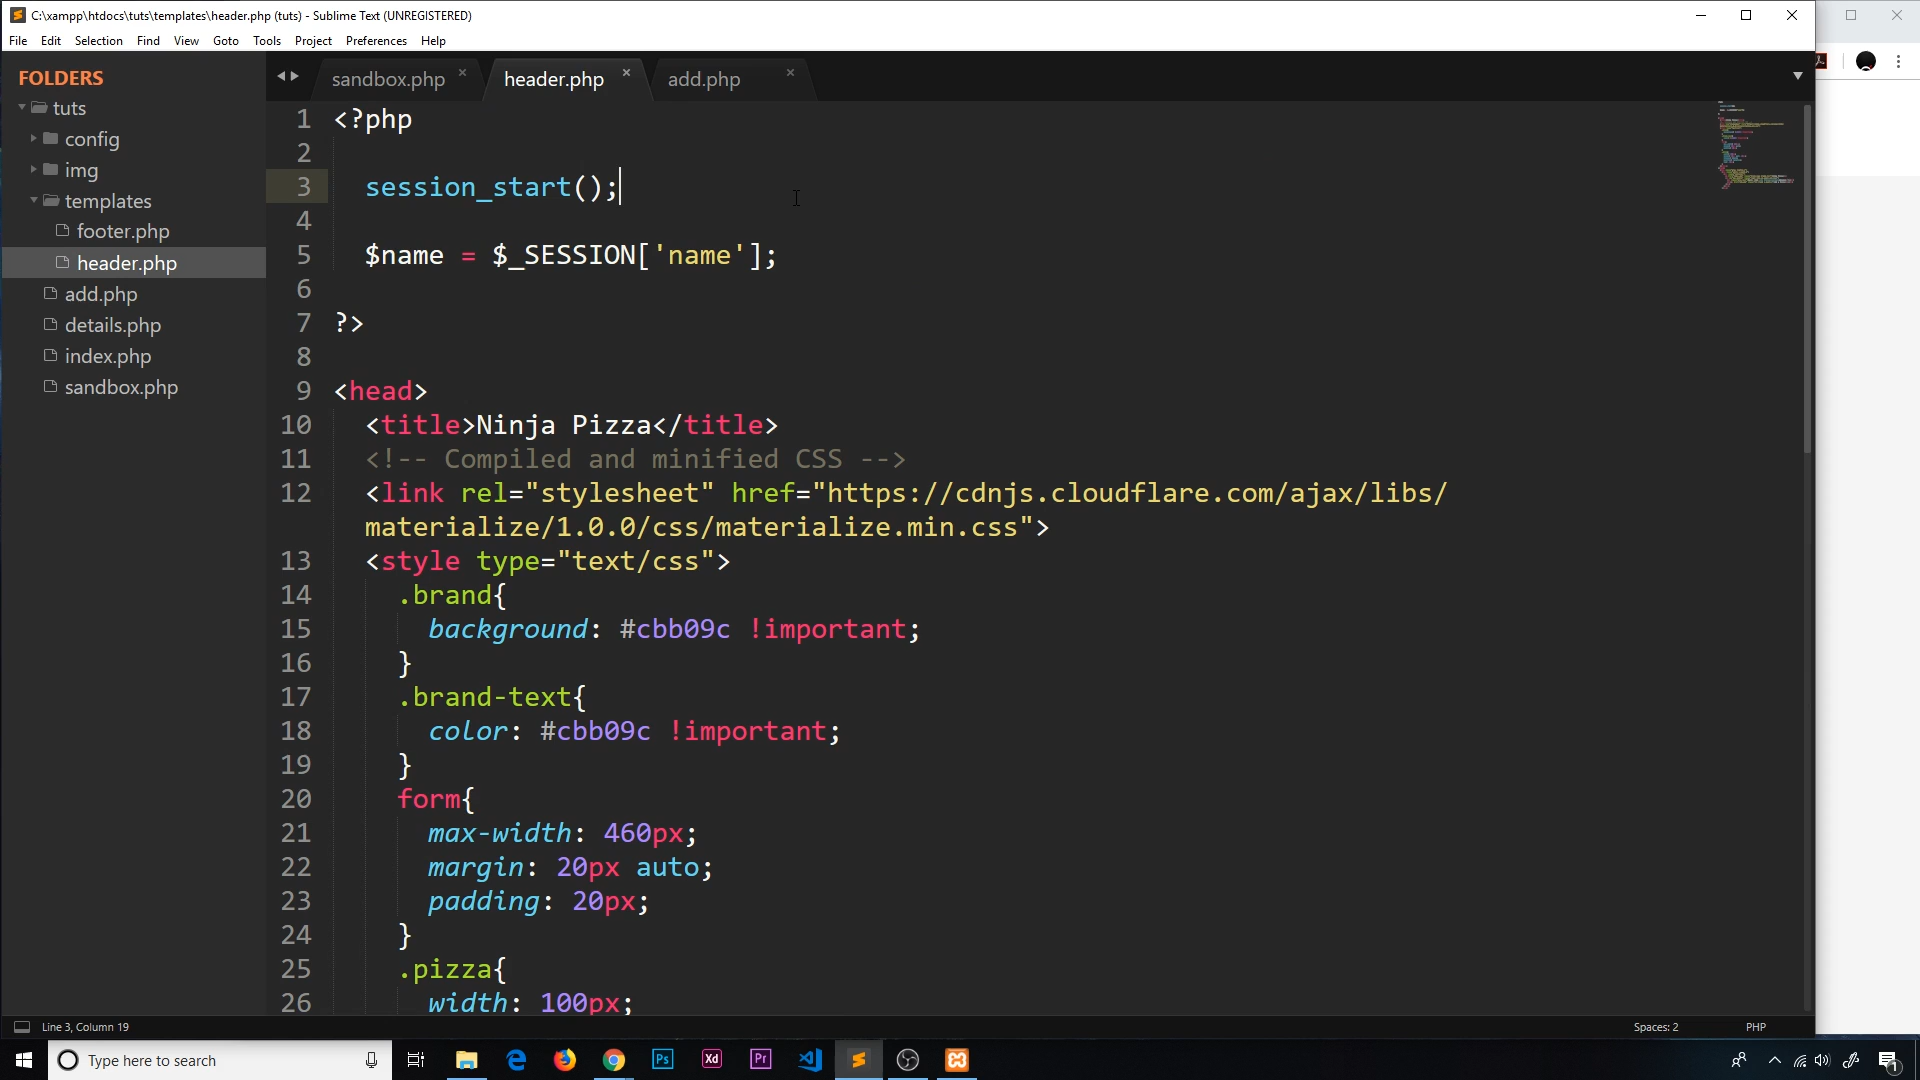 C:\xampp\htdocs\tuts\templates\header.php (tuts) - Sublime Text (UNREGISTERED)
File Edit Selection Find View Goto Tools Project Preferences Help
FOLDERS
tuts
config
img
templates
footer.php
header.php
add.php
details.php
index.php
sandbox.php
sandbox.php header.php add.php
1 <?php
2
3 session_start();
4
5 $name = $_SESSION['name'];
6
7 ?>
8
9 <head>
10 <title>Ninja Pizza</title>
11 <!-- Compiled and minified CSS -->
12 <link rel="stylesheet" href="https://cdnjs.cloudflare.com/ajax/libs/
materialize/1.0.0/css/materialize.min.css">
13 <style type="text/css">
14 .brand{
15 background: #cbb09c !important;
16 }
17 .brand-text{
18 color: #cbb09c !important;
19 }
20 form{
21 max-width: 460px;
22 margin: 20px auto;
23 padding: 20px;
24 }
25 .pizza{
26 width: 100px;
Line 3, Column 19
Spaces: 2
PHP
Type here to search
Ps
Xd
Pr
1